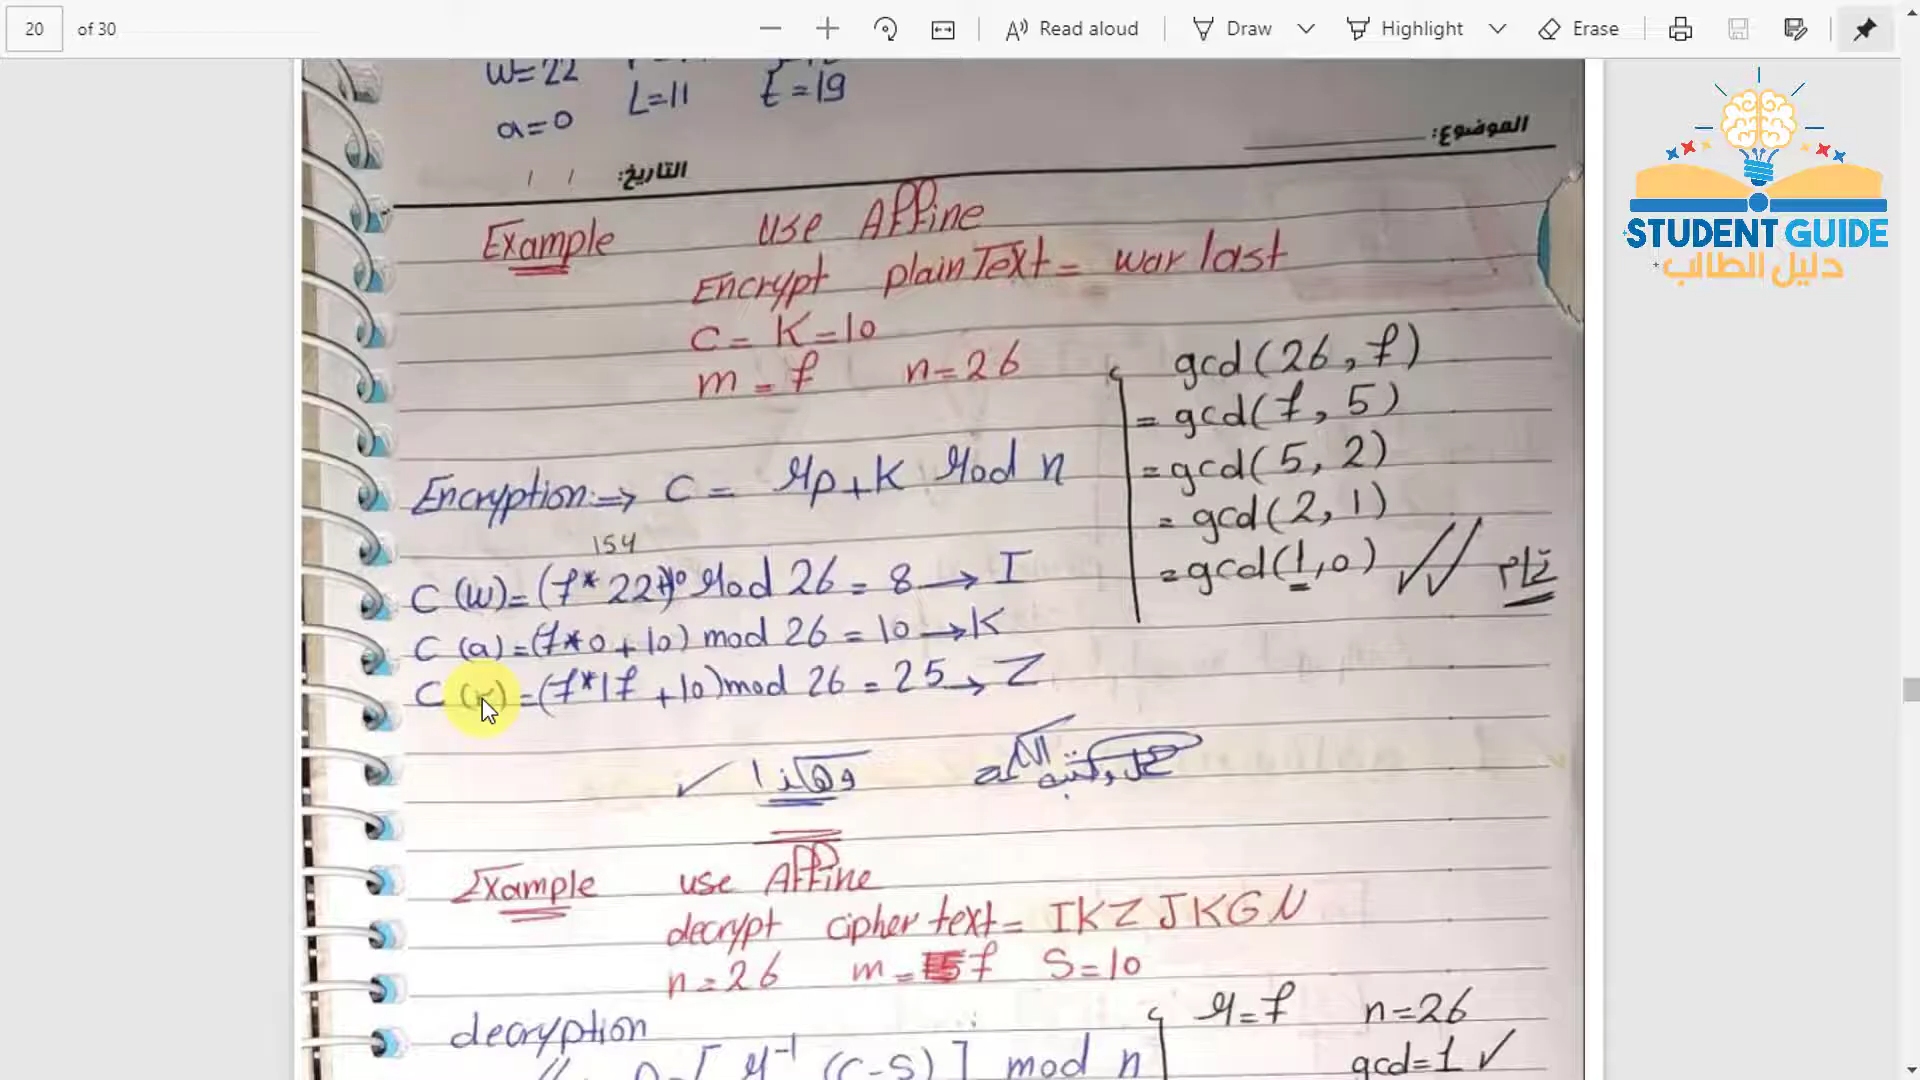 20 of 30 Read aloud Draw Highlight Erase
W=22
L=11 t=19
a=0
الموضوع:
التاريخ: / /
STUDENT GUIDE
دليل الطالب
Example use Affine
Encrypt plainText = war last
C = K=10
m = 7 n=26
gcd(26,7)
= gcd(7,5)
= gcd(5,2)
= gcd(2,1)
= gcd(1,0) تمام
Encryption:=> C = Mp+K Mod n
154
C(W)=(7*22+10 Mod 26 = 8 → I
C (a)=(7*0+10) mod 26 = 10 → K
C (r)=(7*17+10) mod 26 = 25 → Z
وهكذا
Example use Affine
decrypt cipher text = IKZ JKGN
n=26 m=7 S=10
M=7 n=26
gcd=1 ✓
decryption
P=[ M-1 (C-S) ] mod n